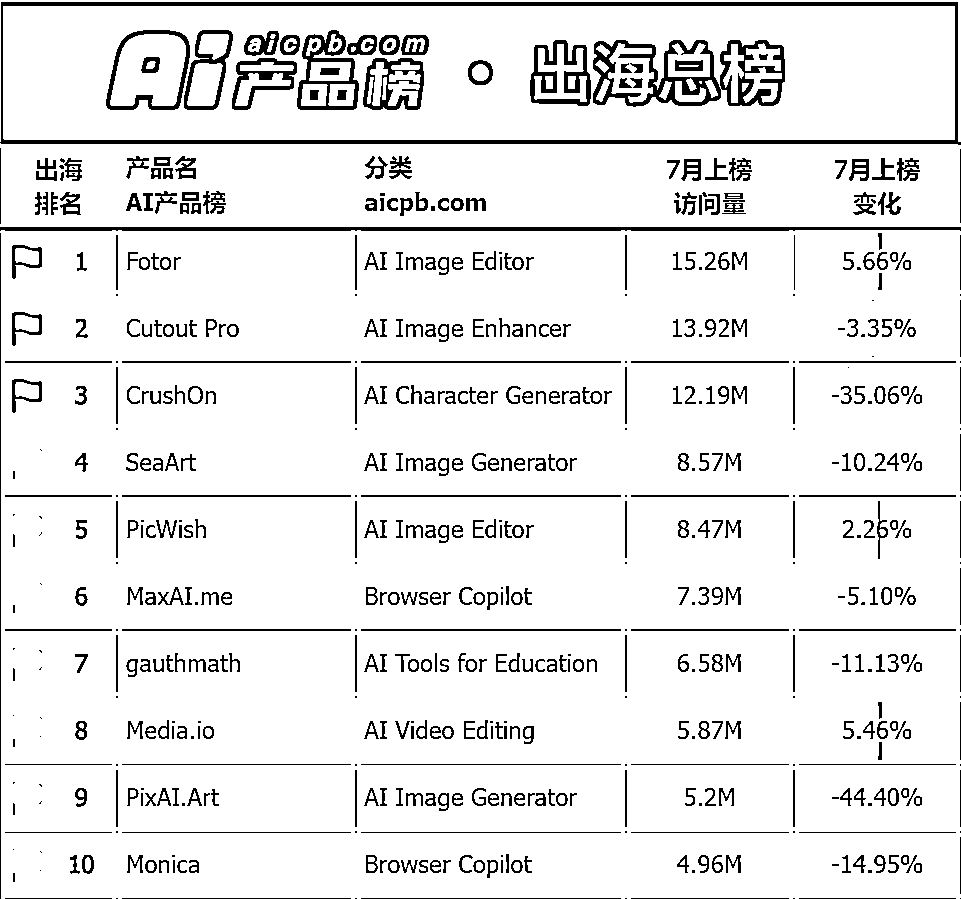 Ai aicpb.com
产品榜 · 出海总榜
出海 产品名 分类 7月上榜 7月上榜
排名 AI产品榜 aicpb.com 访问量 变化
1 Fotor AI Image Editor 15.26M 5.66%
2 Cutout Pro AI Image Enhancer 13.92M -3.35%
3 CrushOn AI Character Generator 12.19M -35.06%
4 SeaArt AI Image Generator 8.57M -10.24%
5 PicWish AI Image Editor 8.47M 2.26%
6 MaxAI.me Browser Copilot 7.39M -5.10%
7 gauthmath AI Tools for Education 6.58M -11.13%
8 Media.io AI Video Editing 5.87M 5.46%
9 PixAI.Art AI Image Generator 5.2M -44.40%
10 Monica Browser Copilot 4.96M -14.95%